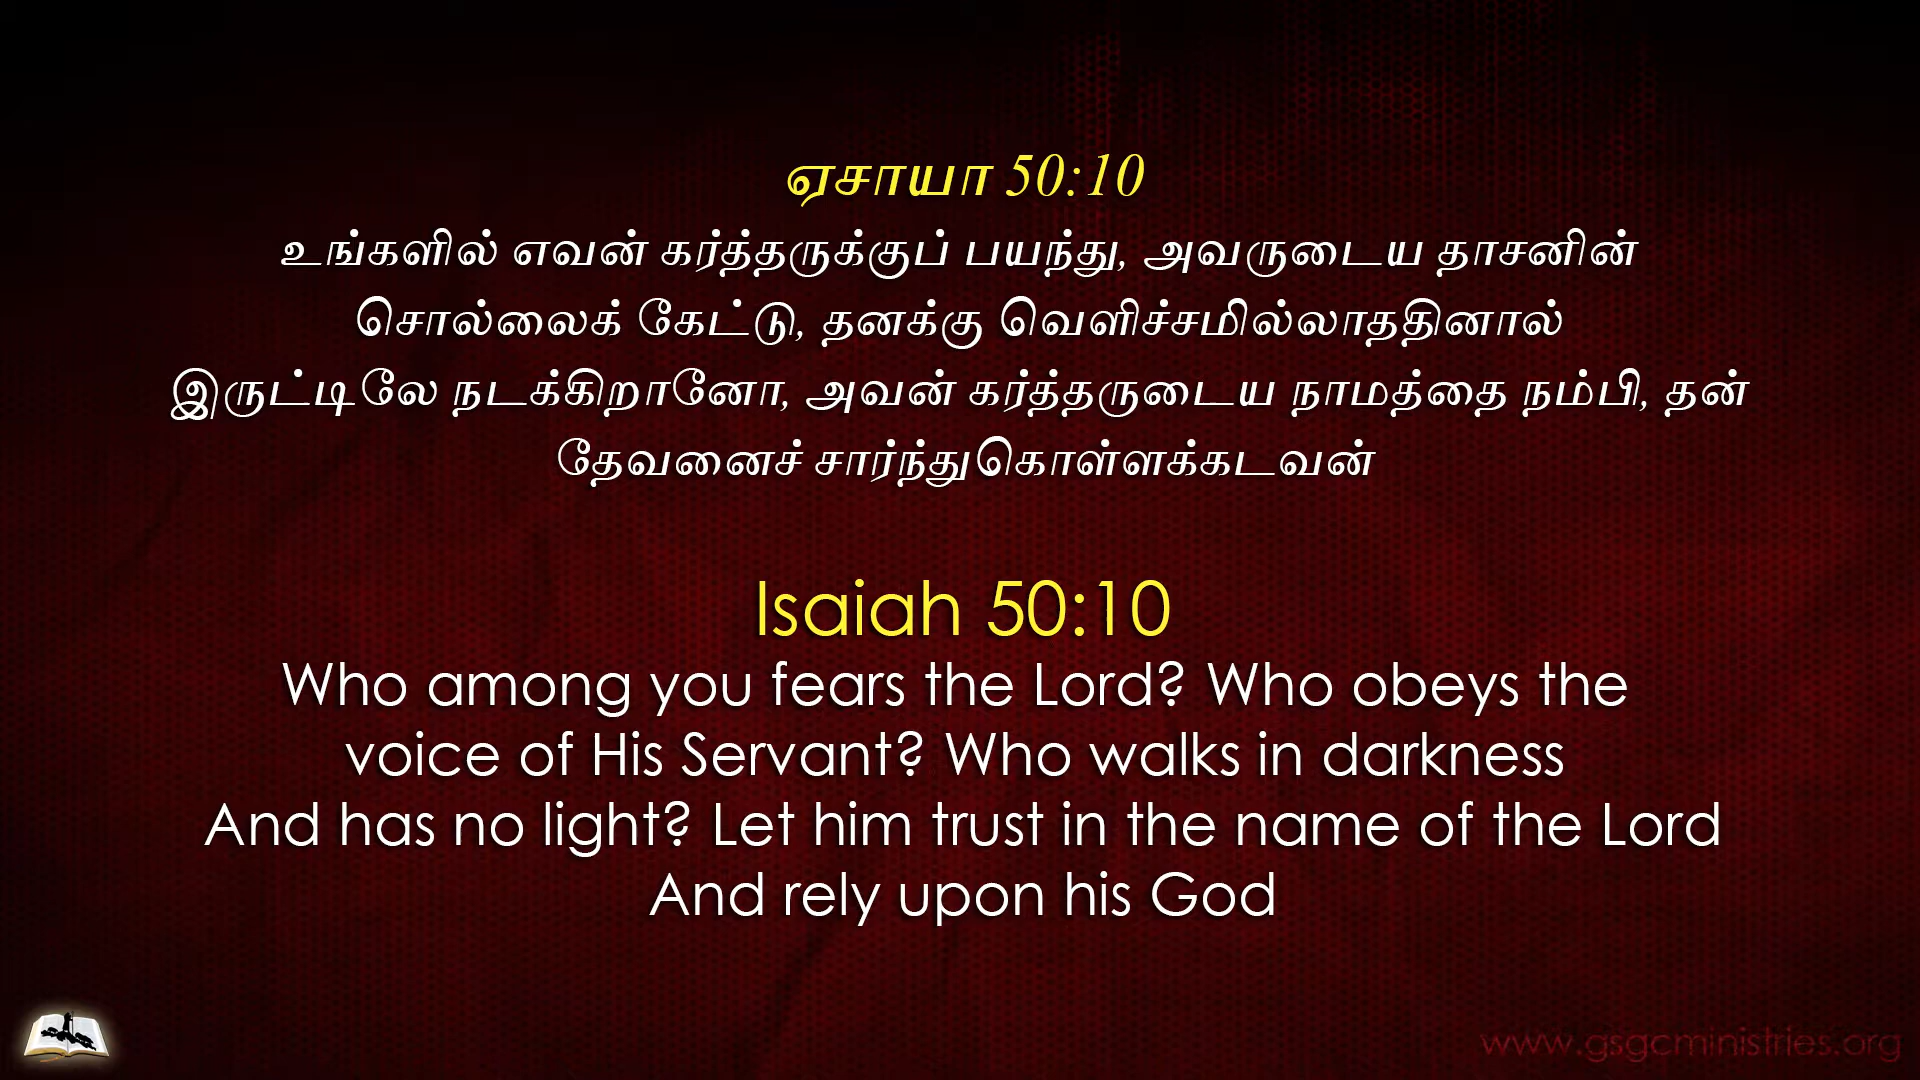 ஏசாயா 50:10
உங்களில் எவன் கர்த்தருக்குப் பயந்து, அவருடைய தாசனின்
சொல்லைக் கேட்டு, தனக்கு வெளிச்சமில்லாததினால்
இருட்டிலே நடக்கிறானோ, அவன் கர்த்தருடைய நாமத்தை நம்பி, தன்
தேவனைச் சார்ந்துகொள்ளக்கடவன்
Isaiah 50:10
Who among you fears the Lord? Who obeys the
voice of His Servant? Who walks in darkness
And has no light? Let him trust in the name of the Lord
And rely upon his God
www.gsgcministries.org